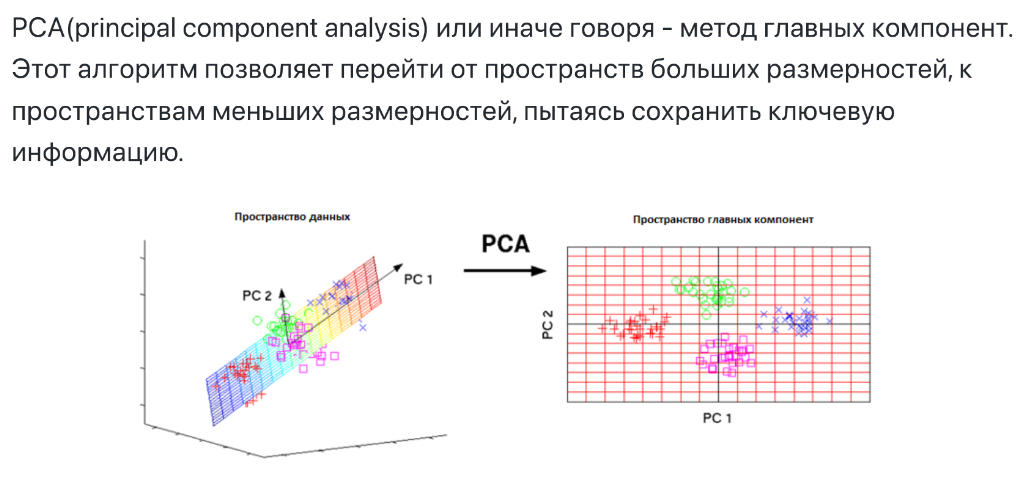 PCA(principal component analysis) или иначе говоря - метод главных компонент.
Этот алгоритм позволяет перейти от пространств больших размерностей, к
пространствам меньших размерностей, пытаясь сохранить ключевую
информацию.
Пространство данных
Пространство главных компонент
PCA
PC 1
PC 2
PC 2
PC 1